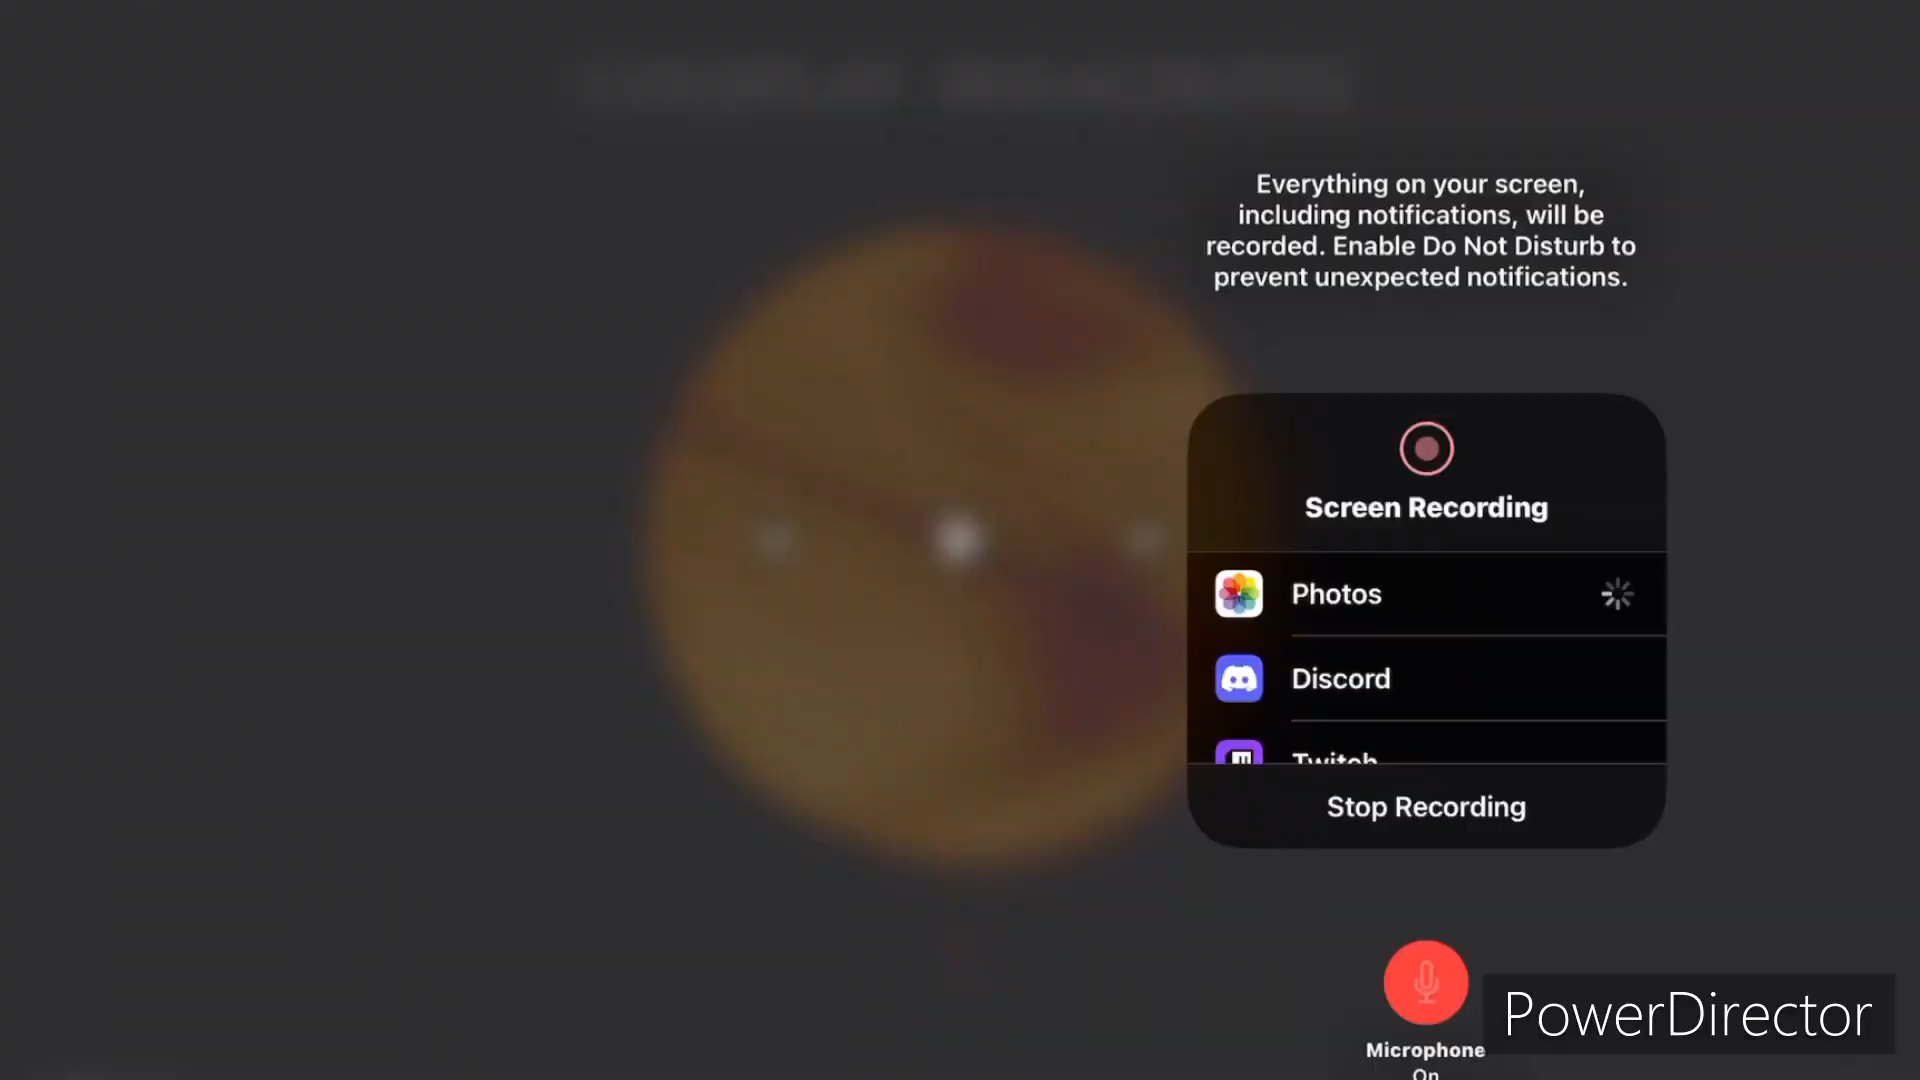 Everything on your screen,
including notifications, will be
recorded. Enable Do Not Disturb to
prevent unexpected notifications.
Screen Recording
Photos
Discord
Twitch
Stop Recording
Microphone
On
PowerDirector